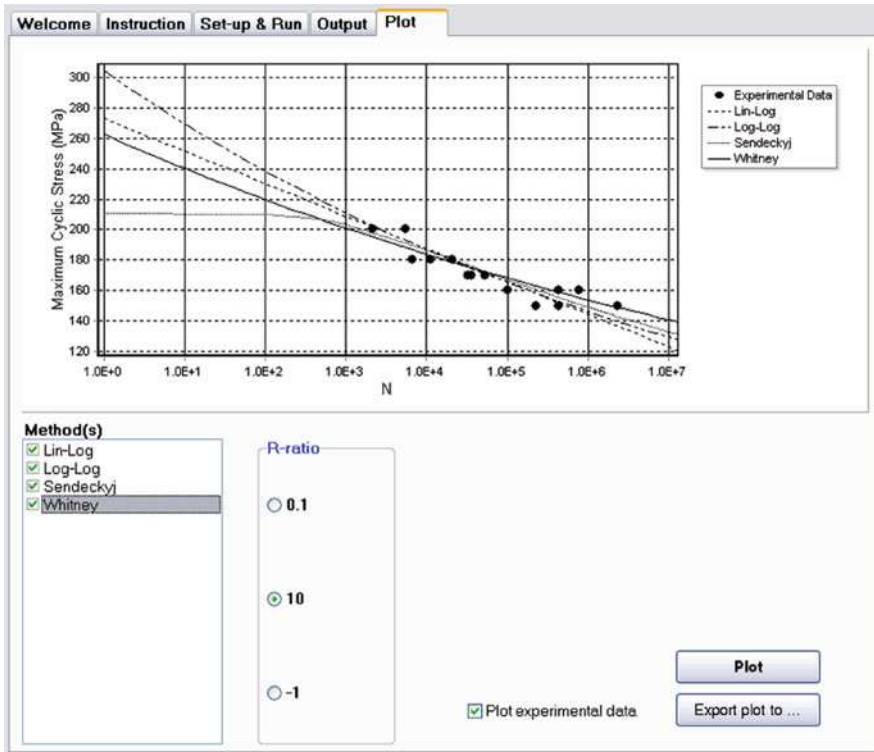 Welcome Instruction Set-up & Run Output Plot
Maximum Cyclic Stress (MPa)
300
280
260
240
220
200
180
160
140
120
1.0E+0 1.0E+1 1.0E+2 1.0E+3 1.0E+4 1.0E+5 1.0E+6 1.0E+7
N
Experimental Data
Lin-Log
Log-Log
Sendeckyj
Whitney
Method(s)
Lin-Log
Log-Log
Sendeckyj
Whitney
R-ratio
0.1
10
-1
Plot experimental data
Plot
Export plot to ...